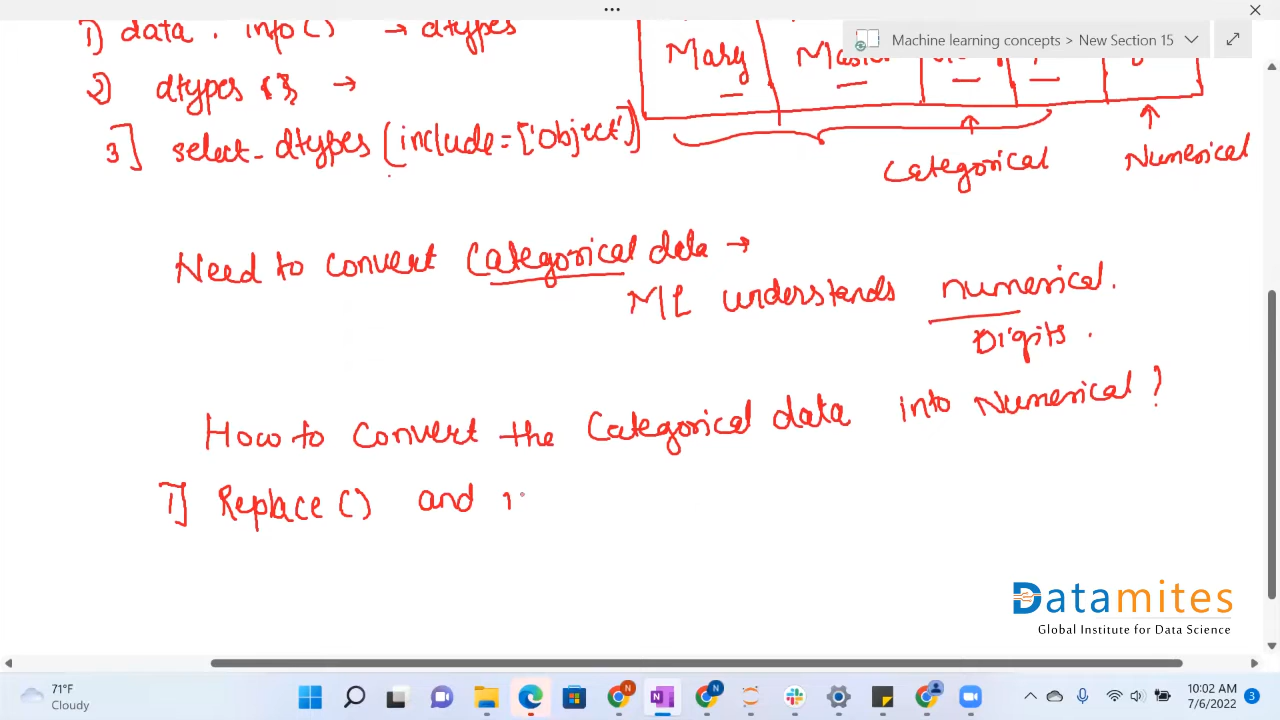 1) data . info ( ) → dtypes
Machine learning concepts > New Section 15
Mary
2) dtypes { } →
3] select_dtypes (include = ['Object'])
Categorical
Numerical
Need to convert Categorical data →
ML understands numerical.
Digits .
How to convert the Categorical data into Numerical ?
1] Replace ( ) and
Datamites
Global Institute for Data Science
71°F
Cloudy
10:02 AM
7/6/2022
3